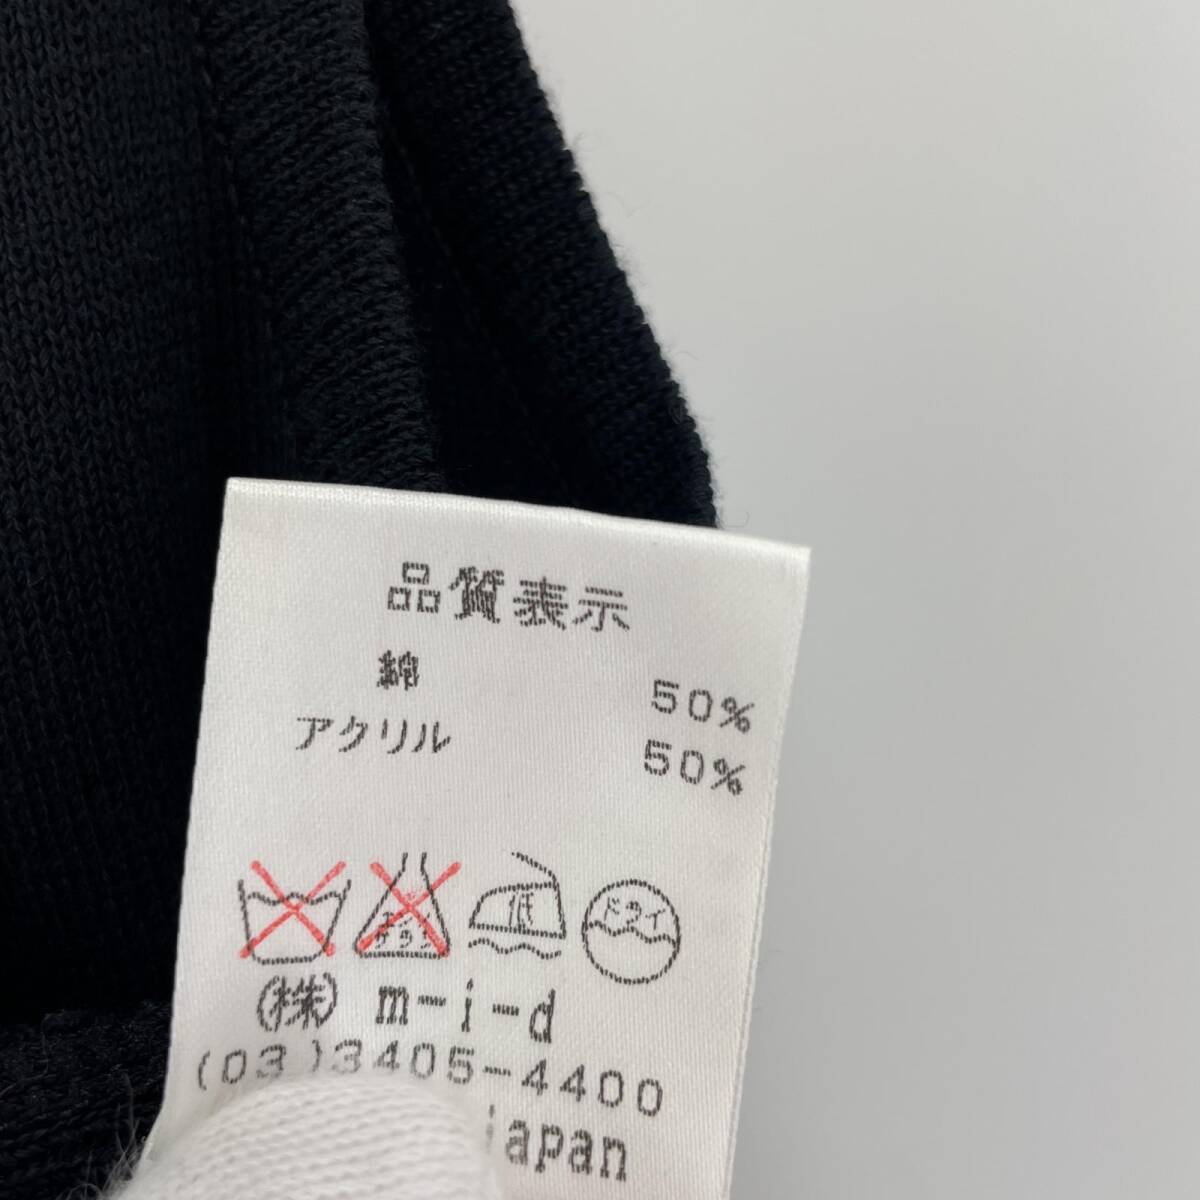 品質表示
綿 50%
アクリル 50%
低 ドライ
(株) m-i-d
(03)3405-4400
japan